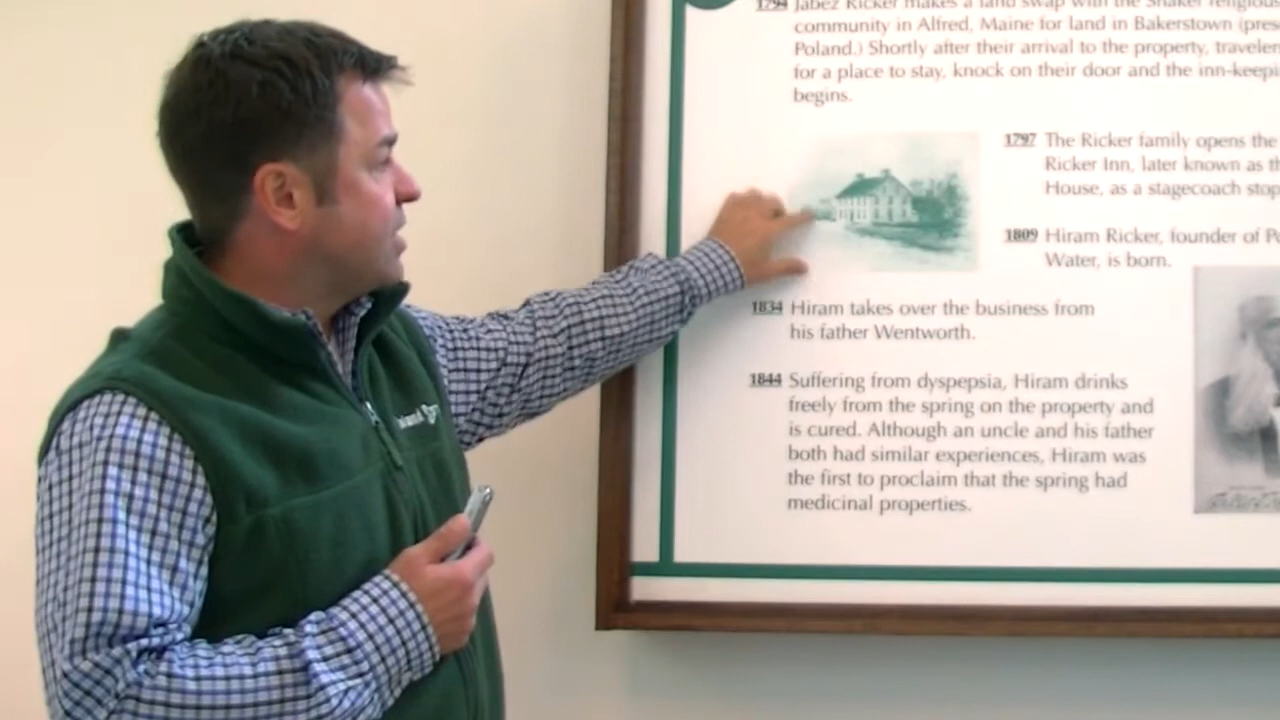 1794 Jabez Ricker makes a land swap with the Shaker religious
community in Alfred, Maine for land in Bakerstown
Poland.) Shortly after their arrival to the property,
for a place to stay, knock on their door and the
begins.
1797 The Ricker family opens the
Ricker Inn, later known as
House, as a stagecoach
1809 Hiram Ricker, founder of
Water, is born.
1834 Hiram takes over the business from
his father Wentworth.
1844 Suffering from dyspepsia, Hiram drinks
freely from the spring on the property and
is cured. Although an uncle and his father
both had similar experiences, Hiram was
the first to proclaim that the spring had
medicinal properties.